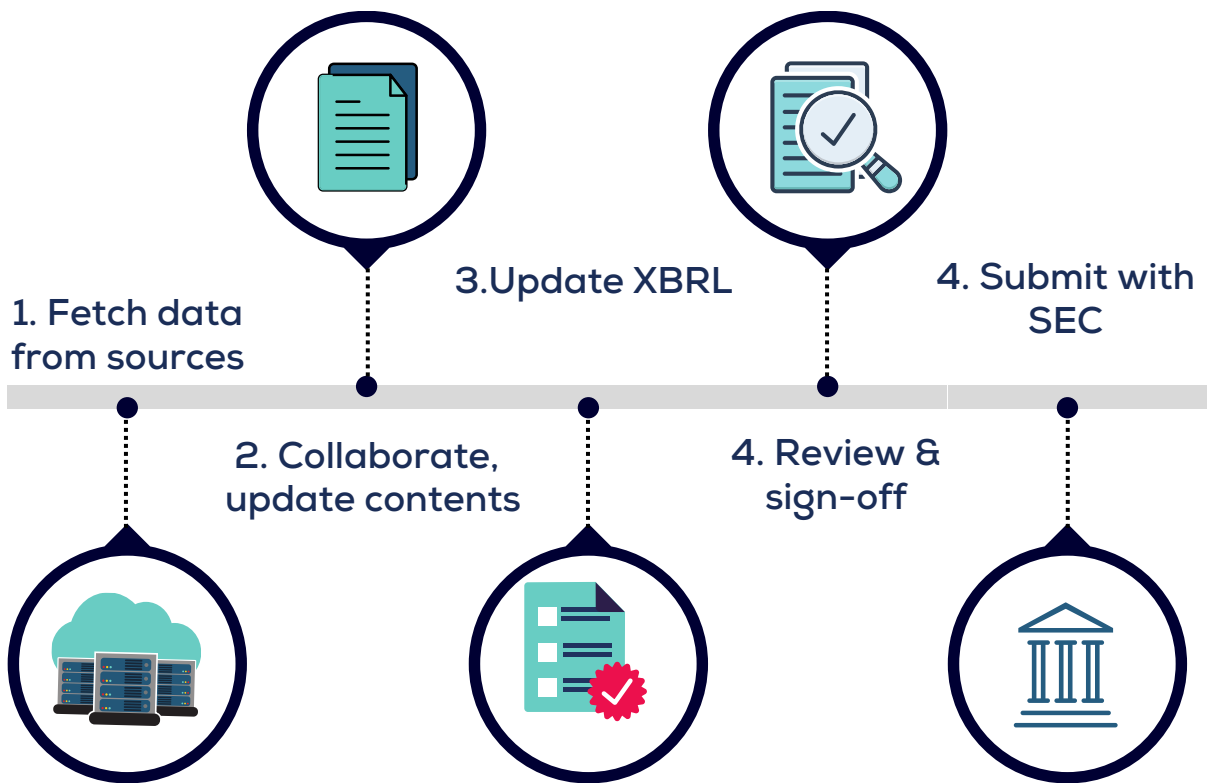 1. Fetch data
from sources
2. Collaborate,
update contents
3.Update XBRL
4. Review &
sign-off
4. Submit with
SEC